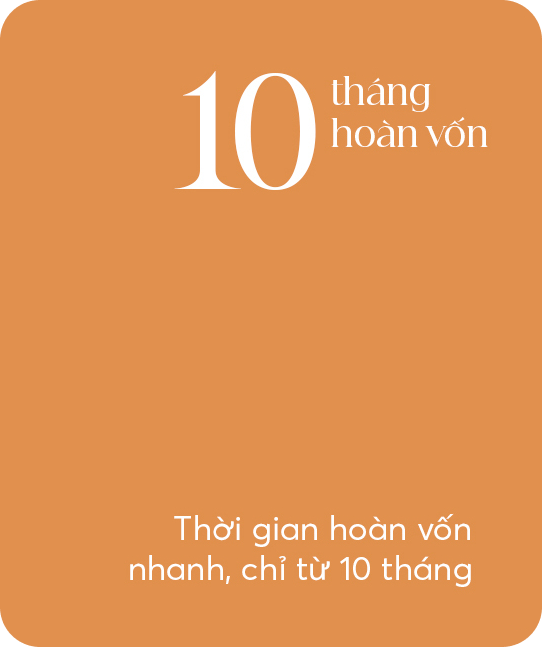 10 tháng
hoàn vốn
Thời gian hoàn vốn
nhanh, chỉ từ 10 tháng